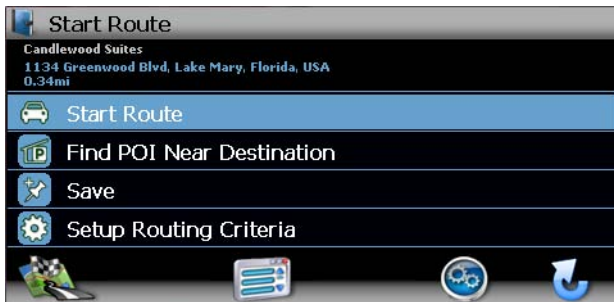 Start Route
Candlewood Suites
1134 Greenwood Blvd, Lake Mary, Florida, USA
0.34mi
Start Route
Find POI Near Destination
Save
Setup Routing Criteria